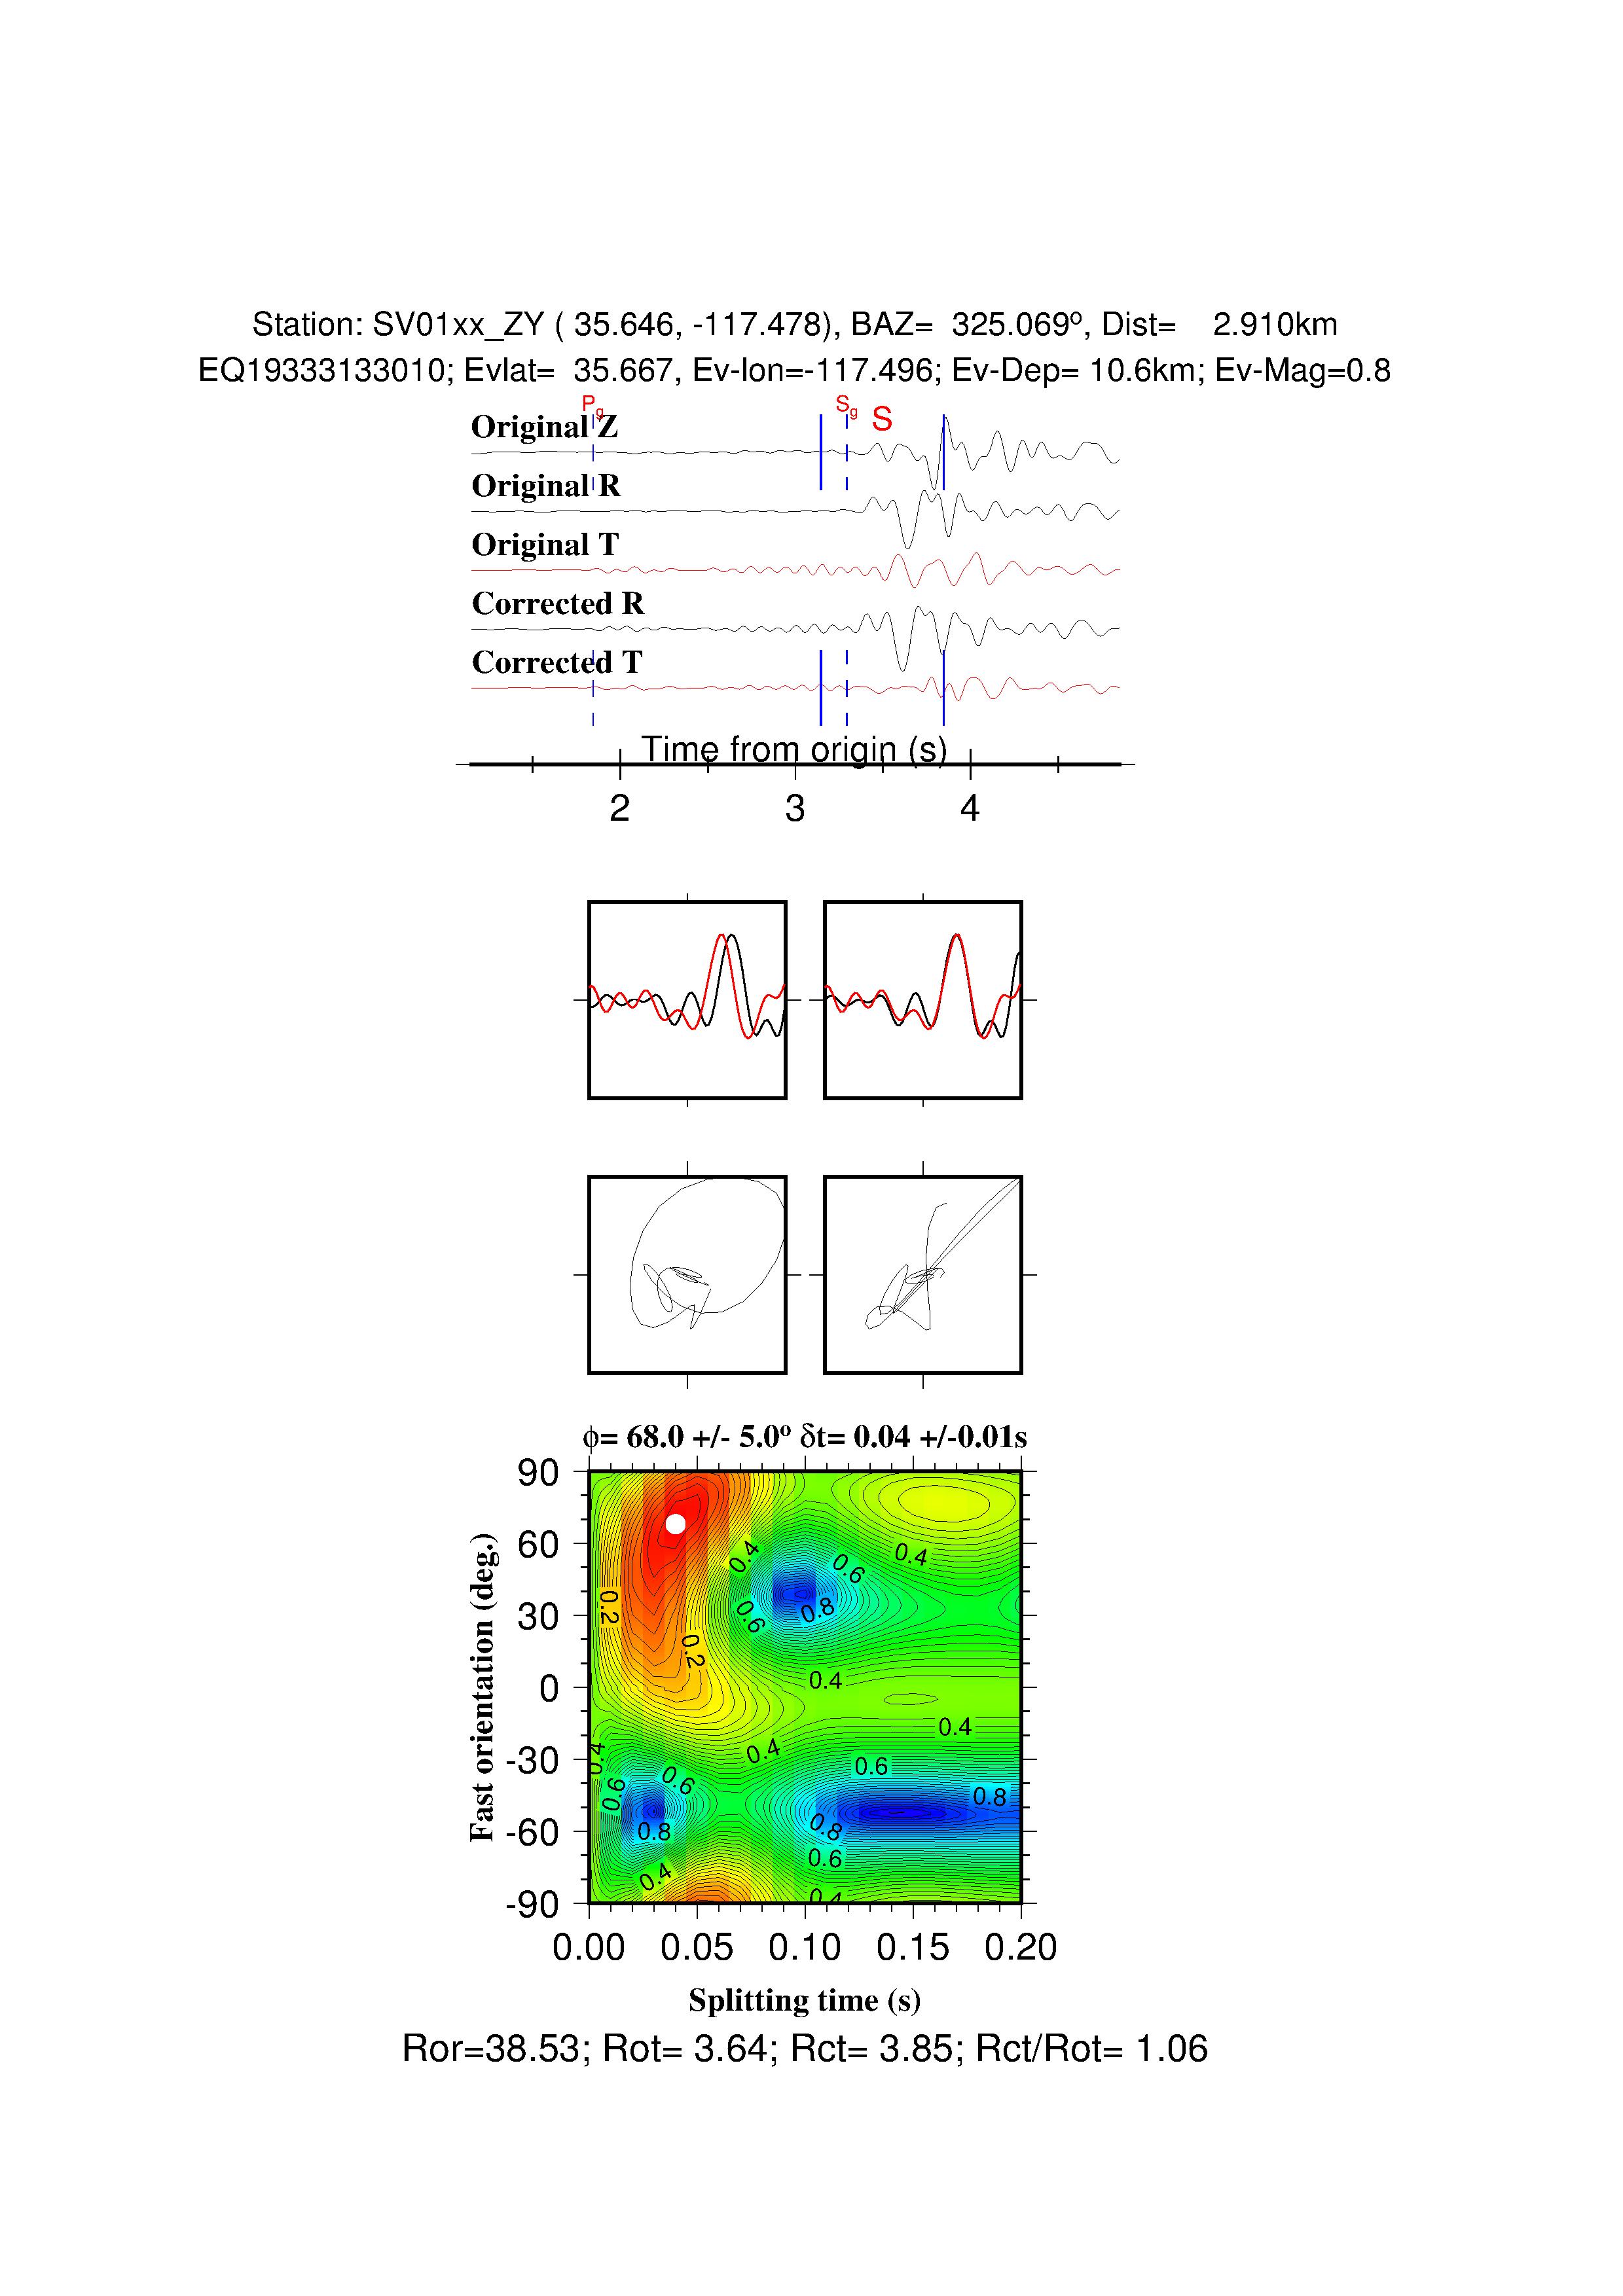 Station: SV01xx_ZY ( 35.646, -117.478), BAZ=  325.069º, Dist=    2.910km
EQ19333133010; Evlat=  35.667, Ev-lon=-117.496; Ev-Dep= 10.6km; Ev-Mag=0.8
Pg Sg S
Original Z
Original R
Original T
Corrected R
Corrected T
Time from origin (s)
2 3 4
ϕ= 68.0 +/- 5.0º δt= 0.04 +/-0.01s
90
60
30
0
-30
-60
-90
Fast orientation (deg.)
0.4 0.4 0.6
0.2 0.6 0.8
0.2
0.4
0.4
0.4 0.4
0.6 0.6 0.6
0.8 0.8 0.8
0.6
0.4 0.4
0.00 0.05 0.10 0.15 0.20
Splitting time (s)
Ror=38.53; Rot= 3.64; Rct= 3.85; Rct/Rot= 1.06